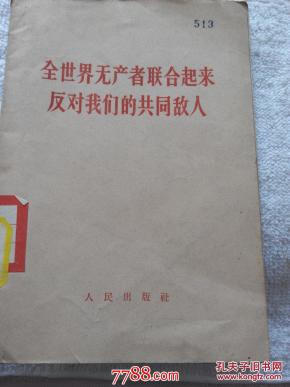 513
全世界无产者联合起来
反对我们的共同敌人
人民出版社
7788.com
孔夫子旧书网